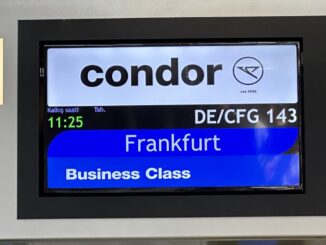 condor
Kalkış saati Tah.
11:25 DE/CFG 143
Frankfurt
Business Class